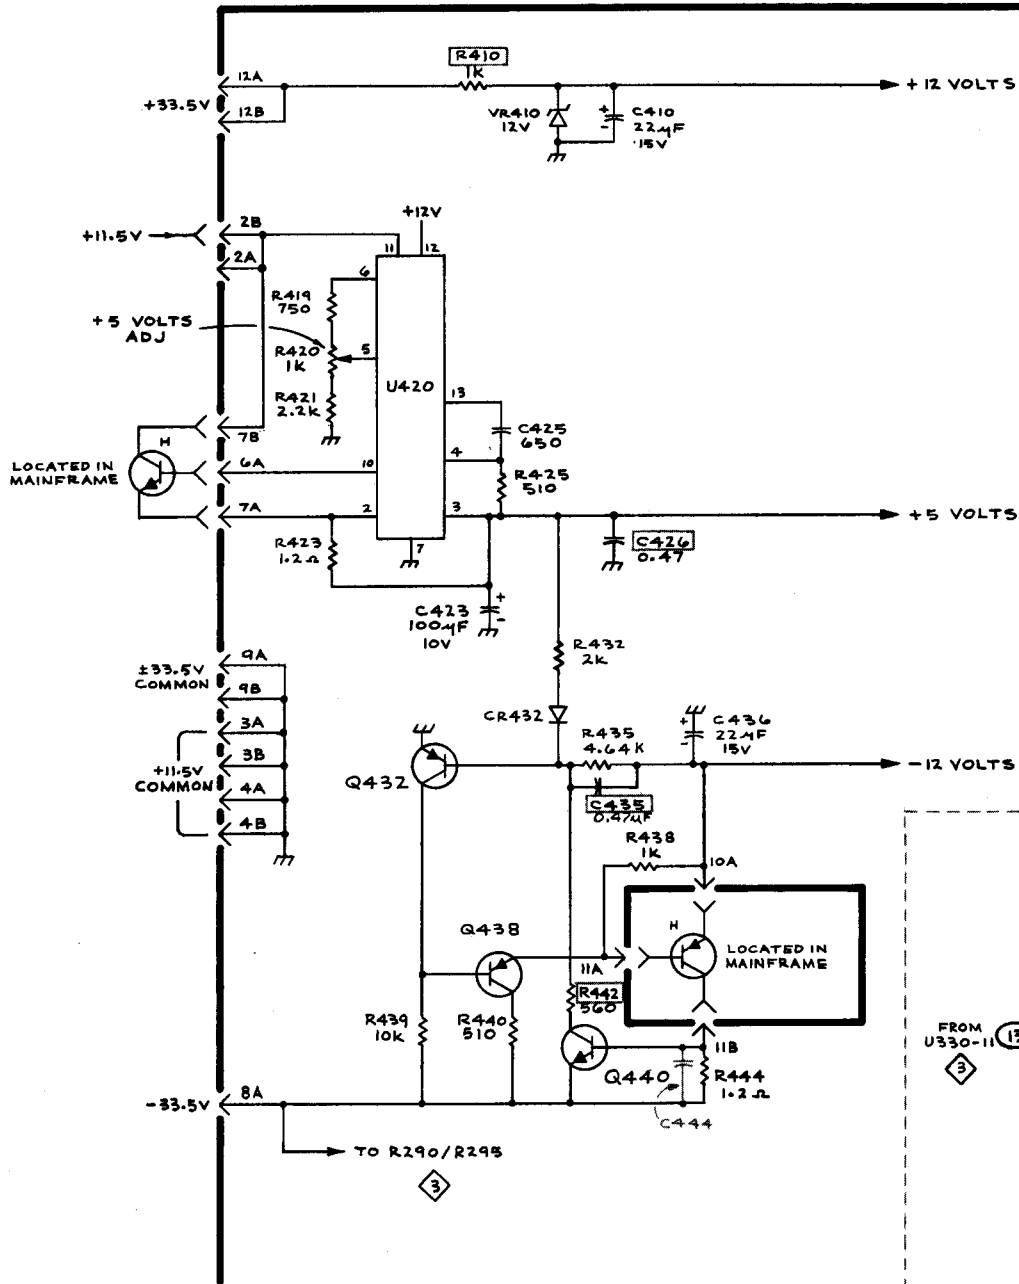 R410
1K
12A
+33.5V
12B
+12 VOLTS
VR410
12V
+
-
C410
22µF
15V
+12V
+11.5V
2B
2A
11
12
6
R419
750
+5 VOLTS
ADJ
R420
1K
5
U420
R421
2.2K
13
C425
650
7B
H
LOCATED IN
MAINFRAME
6A
10
4
R425
510
7A
2
3
+5 VOLTS
R423
1.2Ω
7
C426
0.47
C423
100µF
10V
+
-
R432
2K
9A
±33.5V
COMMON
9B
3A
3B
+11.5V
COMMON
4A
4B
CR432
R435
4.64K
+
-
C436
22µF
15V
Q432
-12 VOLTS
C435
0.47µF
R438
1K
10A
Q438
H
LOCATED IN
MAINFRAME
11A
R442
560
R439
10K
R440
510
11B
Q440
R444
1.2Ω
C444
FROM
U330-11
3
-33.5V
8A
TO R290/R295
3